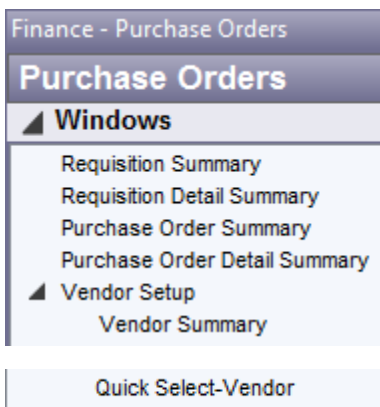 Finance - Purchase Orders
Purchase Orders
Windows
Requisition Summary
Requisition Detail Summary
Purchase Order Summary
Purchase Order Detail Summary
Vendor Setup
Vendor Summary
Quick Select-Vendor